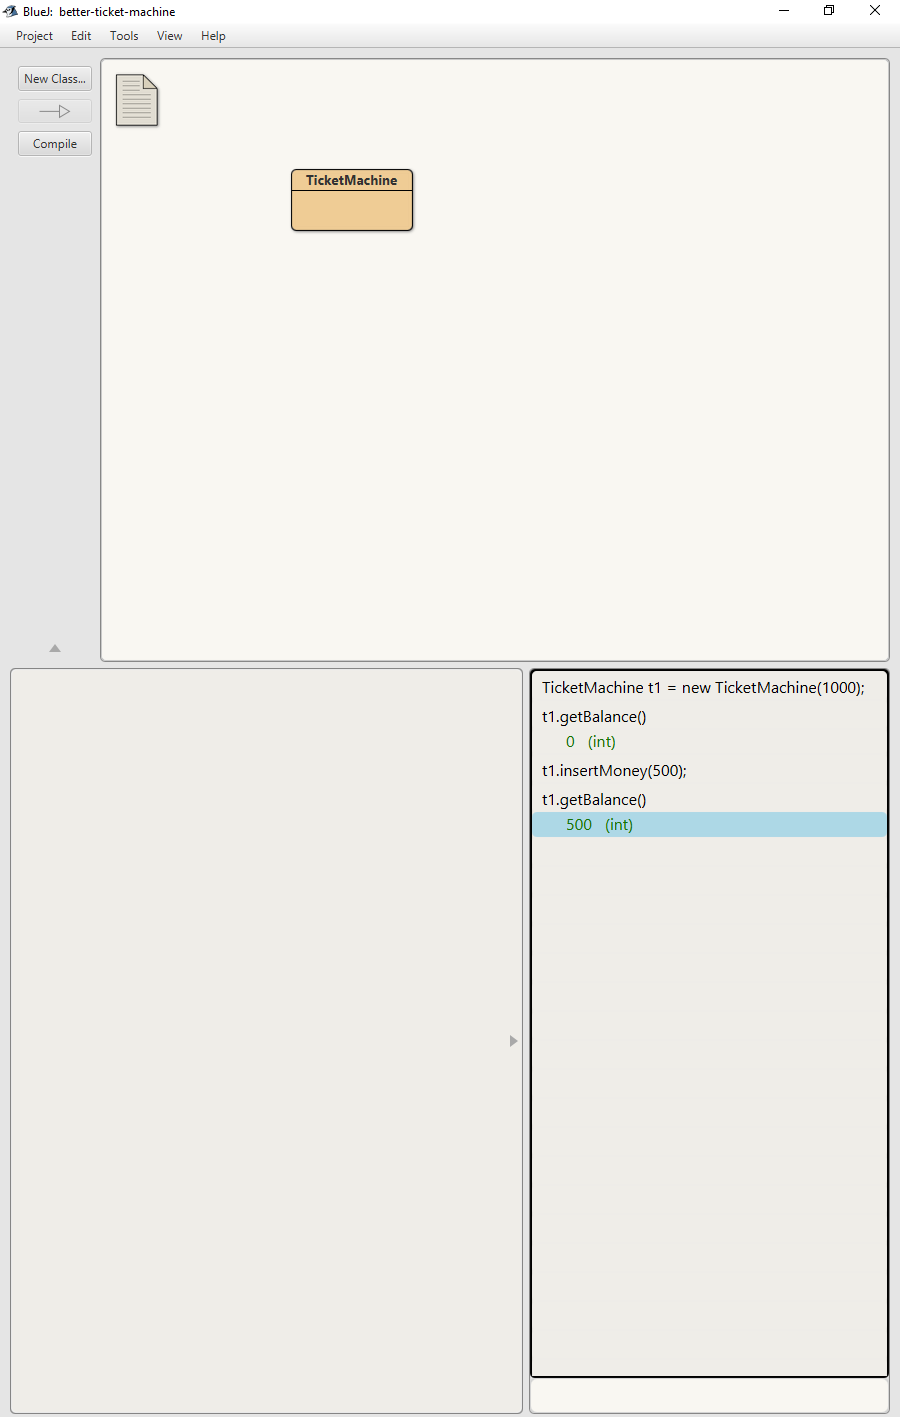 BlueJ:  better-ticket-machine
Project Edit Tools View Help
New Class...
Compile
TicketMachine
TicketMachine t1 = new TicketMachine(1000);
t1.getBalance()
0 (int)
t1.insertMoney(500);
t1.getBalance()
500 (int)